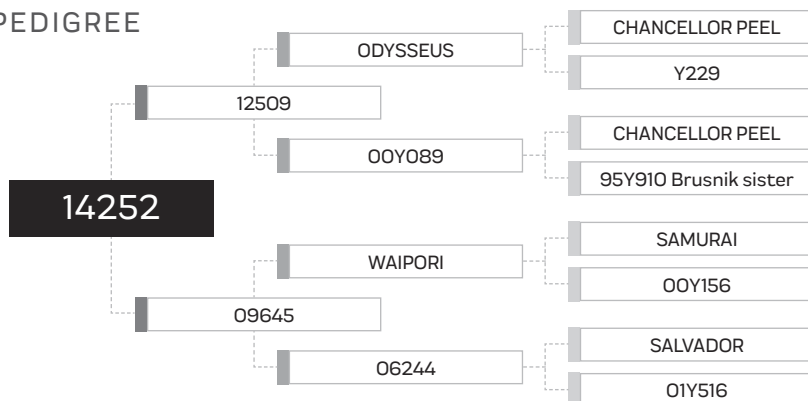 PEDIGREE
CHANCELLOR PEEL
ODYSSEUS
Y229
12509
CHANCELLOR PEEL
00Y089
95Y910 Brusnik sister
14252
SAMURAI
WAIPORI
00Y156
09645
SALVADOR
06244
01Y516